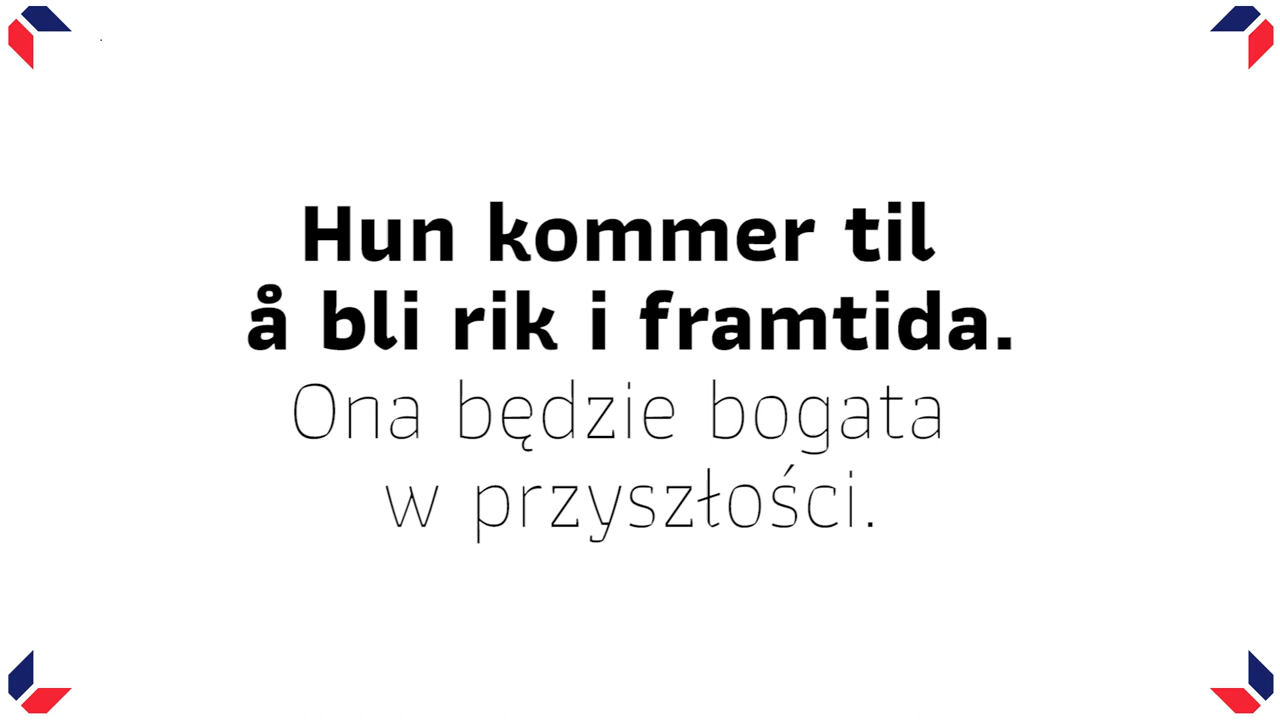 Hun kommer til
å bli rik i framtida.
Ona będzie bogata
w przyszłości.